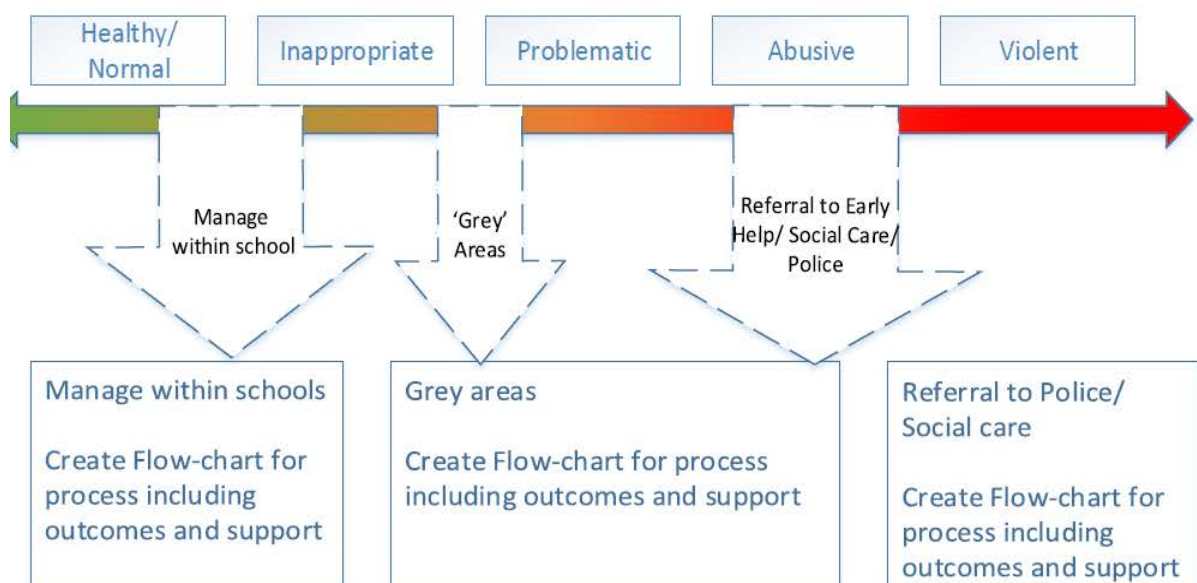 Healthy/
Normal
Inappropriate
Problematic
Abusive
Violent
Manage
within school
‘Grey’
Areas
Referral to Early
Help/ Social Care/
Police
Manage within schools
Create Flow-chart for
process including
outcomes and support
Grey areas
Create Flow-chart for process
including outcomes and support
Referral to Police/
Social care
Create Flow-chart for
process including
outcomes and support